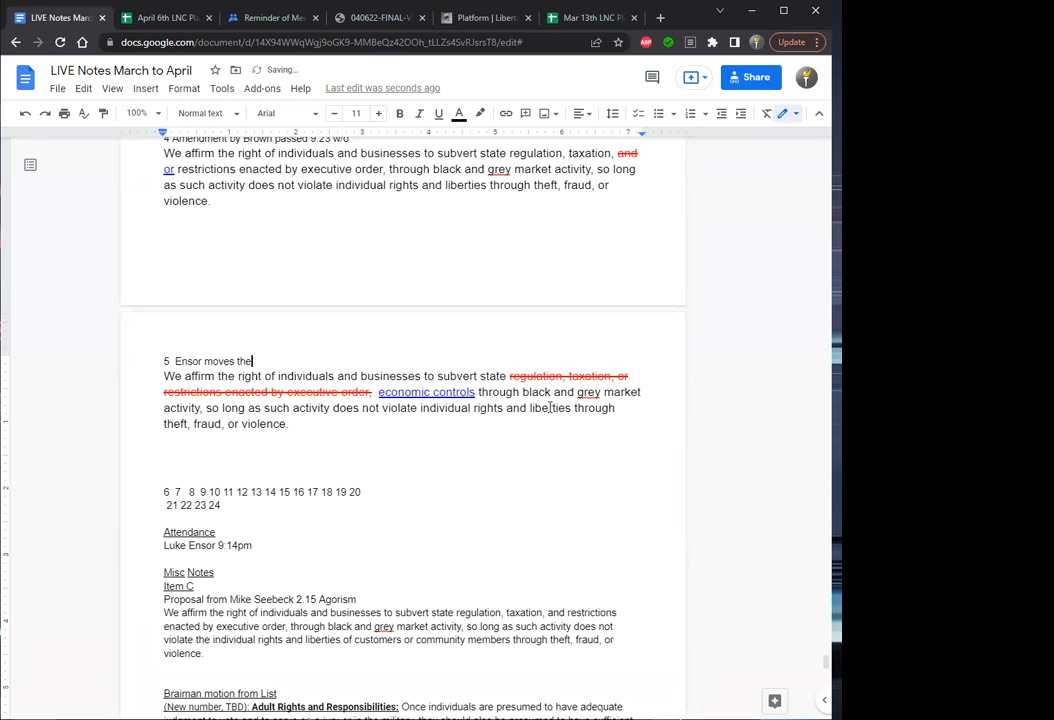 LIVE Notes Marc
April 6th LNC Pl
Reminder of Me
040622-FINAL-V
Platform | Libert
Mar 13th LNC Pl
docs.google.com/document/d/14X94WWqWgj9oGK9-MMBeQz42OOh_tLLZs4SvRJsrsT8/edit#
Update
LIVE Notes March to April
Saving...
File Edit View Insert Format Tools Add-ons Help Last edit was seconds ago
Share
100% Normal text Arial 11 B I U A
1 2 3 4 5 6 7
4 Amendment by Brown passed 9:23 w/o
We affirm the right of individuals and businesses to subvert state regulation, taxation, and
or restrictions enacted by executive order, through black and grey market activity, so long
as such activity does not violate individual rights and liberties through theft, fraud, or
violence.
5 Ensor moves the
We affirm the right of individuals and businesses to subvert state regulation, taxation, or
restrictions enacted by executive order, economic controls through black and grey market
activity, so long as such activity does not violate individual rights and liberties through
theft, fraud, or violence.
6 7 8 9 10 11 12 13 14 15 16 17 18 19 20
21 22 23 24
Attendance
Luke Ensor 9:14pm
Misc Notes
Item C
Proposal from Mike Seebeck 2.15 Agorism
We affirm the right of individuals and businesses to subvert state regulation, taxation, and restrictions
enacted by executive order, through black and grey market activity, so long as such activity does not
violate the individual rights and liberties of customers or community members through theft, fraud, or
violence.
Braiman motion from List
(New number, TBD): Adult Rights and Responsibilities: Once individuals are presumed to have adequate
judgment to vote and to serve on a jury or in the military, they should also be presumed to have sufficient